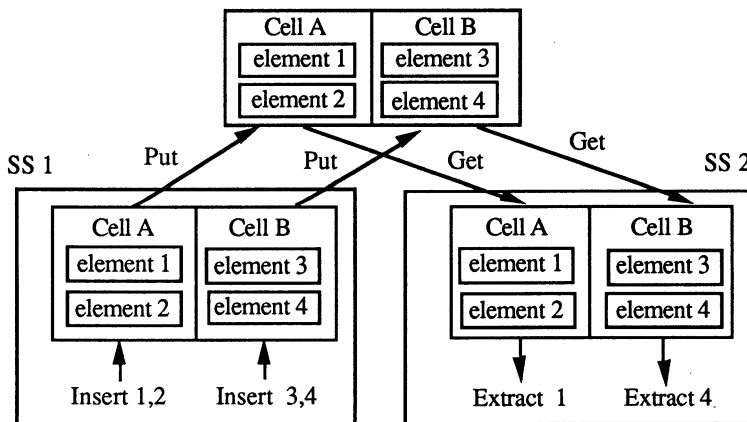 Cell A Cell B
element 1 element 3
element 2 element 4
Put Put Get Get
SS 1 SS 2
Cell A Cell B Cell A Cell B
element 1 element 3 element 1 element 3
element 2 element 4 element 2 element 4
Insert 1,2 Insert 3,4 Extract 1 Extract 4